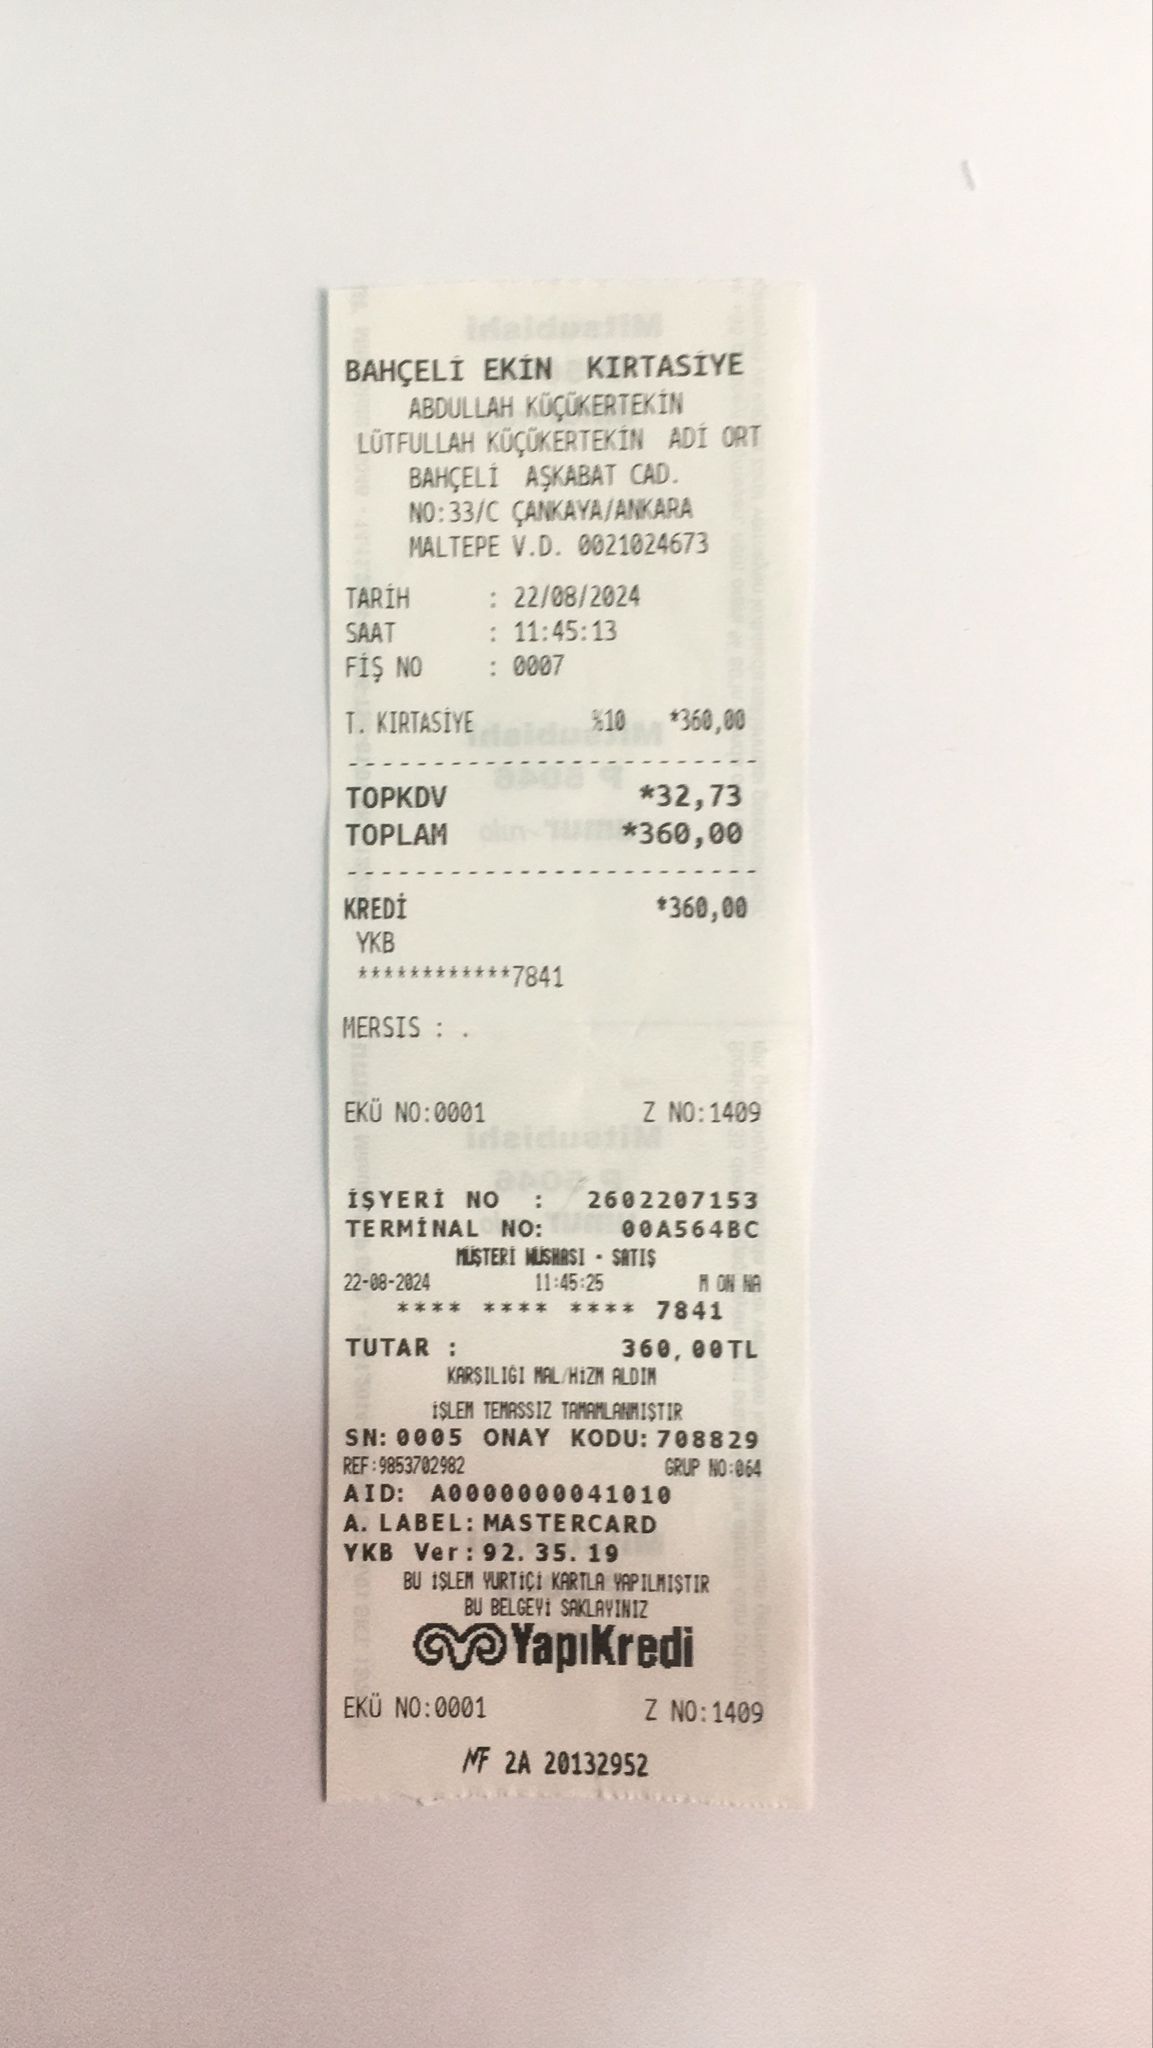 BAHÇELİ EKİN KIRTASİYE
ABDULLAH KÜÇÜKERTEKİN
LÜTFULLAH KÜÇÜKERTEKİN ADİ ORT
BAHÇELİ AŞKABAT CAD.
NO:33/C ÇANKAYA/ANKARA
MALTEPE V.D. 0021024673
TARİH : 22/08/2024
SAAT : 11:45:13
FİŞ NO : 0007
T. KIRTASİYE %10 *360,00
TOPKDV *32,73
TOPLAM *360,00
KREDİ *360,00
YKB
************7841
MERSIS : .
EKÜ NO:0001 Z NO:1409
İŞYERİ NO : 2602207153
TERMİNAL NO: 00A564BC
MÜŞTERİ NÜSHASI - SATIŞ
22-08-2024 11:45:25 M ON NA
**** **** **** 7841
TUTAR : 360,00TL
KARŞILIĞI MAL/HİZM ALDIM
İŞLEM TEMASSIZ TAMAMLANMIŞTIR
SN:0005 ONAY KODU:708829
REF:9853702982 GRUP NO:064
AID: A0000000041010
A. LABEL:MASTERCARD
YKB Ver:92.35.19
BU İŞLEM YURTİÇİ KARTLA YAPILMIŞTIR
BU BELGEYİ SAKLAYINIZ
YapıKredi
EKÜ NO:0001 Z NO:1409
MF 2A 20132952